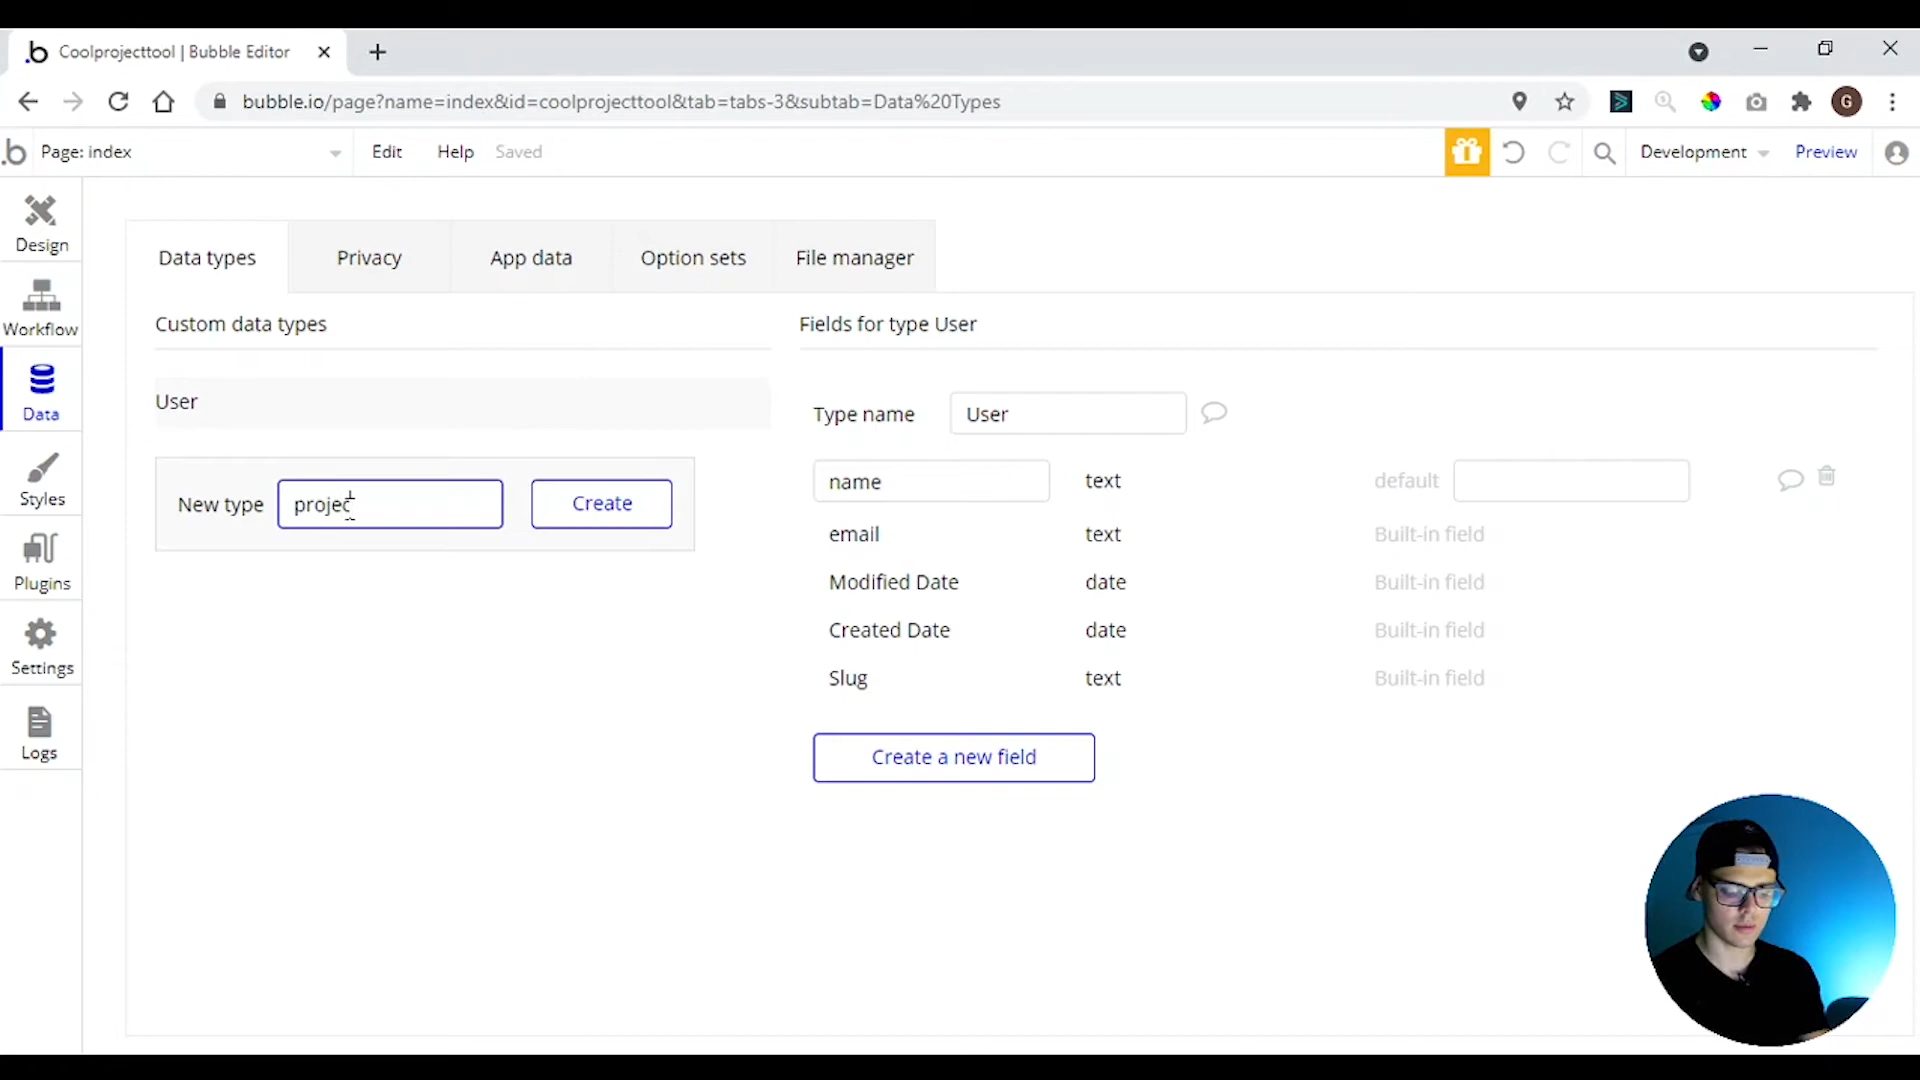 .b Coolprojecttool | Bubble Editor
bubble.io/page?name=index&id=coolprojecttool&tab=tabs-3&subtab=Data%20Types
G
.b Page: index Edit Help Saved Development Preview
Design
Workflow
Data
Styles
Plugins
Settings
Logs
Data types Privacy App data Option sets File manager
Custom data types
User
New type projec Create
Fields for type User
Type name User
name text default
email text Built-in field
Modified Date date Built-in field
Created Date date Built-in field
Slug text Built-in field
Create a new field